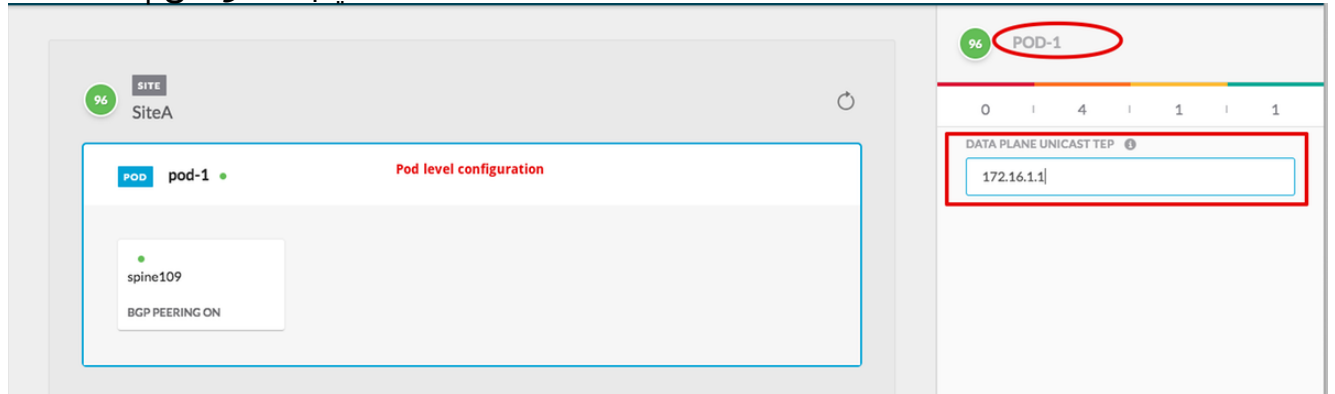 96
SITE
SiteA
POD pod-1
Pod level configuration
spine109
BGP PEERING ON
96 POD-1
0 4 1 1
DATA PLANE UNICAST TEP
172.16.1.1